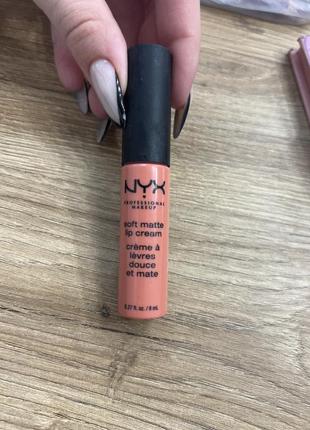 NYX
PROFESSIONAL
MAKEUP
soft matte
lip cream
crème à
lèvres
douce
et mate
0.27 fl. oz. / 8 mL